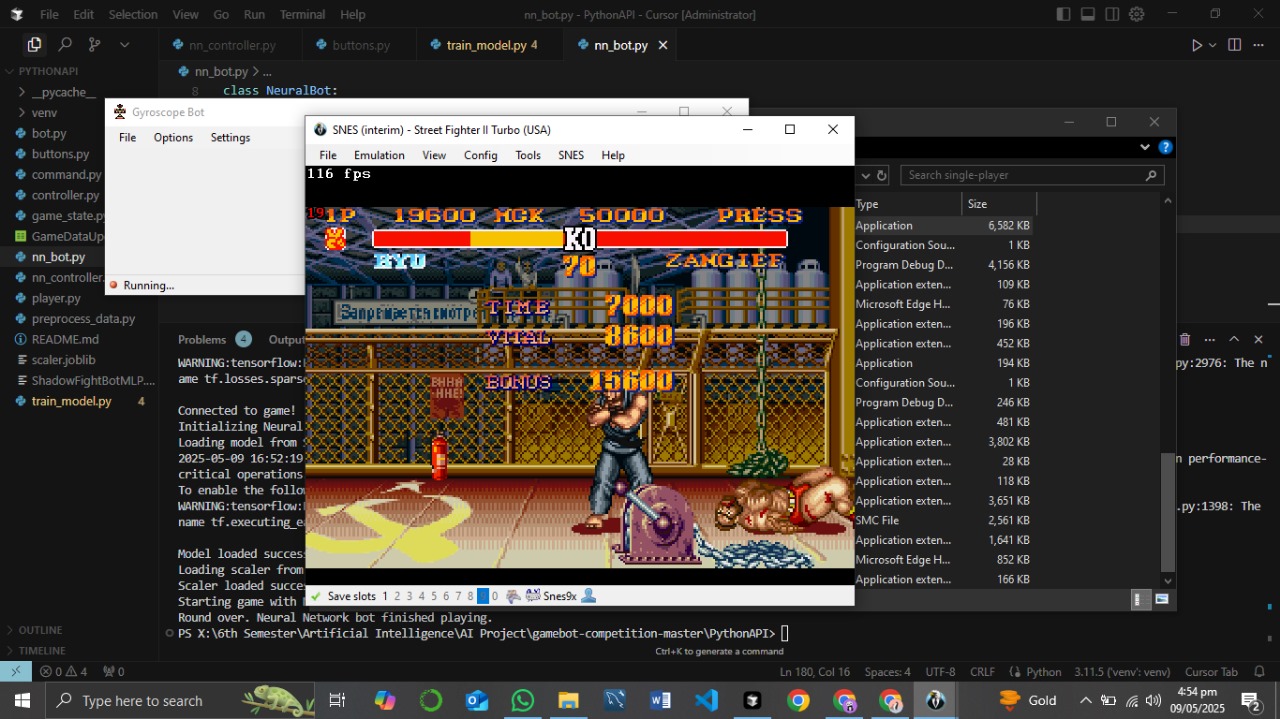 File Edit Selection View Go Run Terminal Help
nn_bot.py - PythonAPI - Cursor [Administrator]
nn_controller.py
buttons.py
train_model.py 4
nn_bot.py
PYTHONAPI
__pycache__
venv
bot.py
buttons.py
command.py
controller.py
game_state.py
GameDataUp
nn_bot.py
nn_controller.
player.py
preprocess_data.py
README.md
scaler.joblib
ShadowFightBotMLP....
train_model.py 4
OUTLINE
TIMELINE
nn_bot.py > ...
8 class NeuralBot:
Gyroscope Bot
File Options Settings
Running...
SNES (interim) - Street Fighter II Turbo (USA)
File Emulation View Config Tools SNES Help
116 fps
1P 19600 MGK 50000 PRESS
KO
RYU 70 ZANGIEF
TIME 7000
VITAL 8600
BONUS 15600
Save slots 1 2 3 4 5 6 7 8 9 0 Snes9x
Search single-player
Type Size
Application 6,582 KB
Configuration Sou... 1 KB
Program Debug D... 4,156 KB
Application exten... 109 KB
Microsoft Edge H... 76 KB
Application exten... 196 KB
Application exten... 452 KB
Application 194 KB
Configuration Sou... 1 KB
Program Debug D... 246 KB
Application exten... 481 KB
Application exten... 3,802 KB
Application exten... 28 KB
Application exten... 118 KB
Application exten... 3,651 KB
SMC File 2,561 KB
Application exten... 1,641 KB
Microsoft Edge H... 852 KB
Application exten... 166 KB
Problems 4 Outpu
WARNING:tensorflow:
py:2976: The n
ame tf.losses.spars
Connected to game!
Initializing Neural
Loading model from
2025-05-09 16:52:19
n performance-
critical operations
To enable the follo
WARNING:tensorflow:
.py:1398: The
name tf.executing_ea
Model loaded succes
Loading scaler from
Scaler loaded succe
Starting game with
Round over. Neural Network bot finished playing.
PS X:\6th Semester\Artificial Intelligence\AI Project\gamebot-competition-master\PythonAPI>
Ctrl+K to generate a command
0 4 0
Ln 180, Col 16 Spaces: 4 UTF-8 CRLF Python 3.11.5 ('venv': venv) Cursor Tab
Type here to search
Gold
4:54 pm
09/05/2025
2